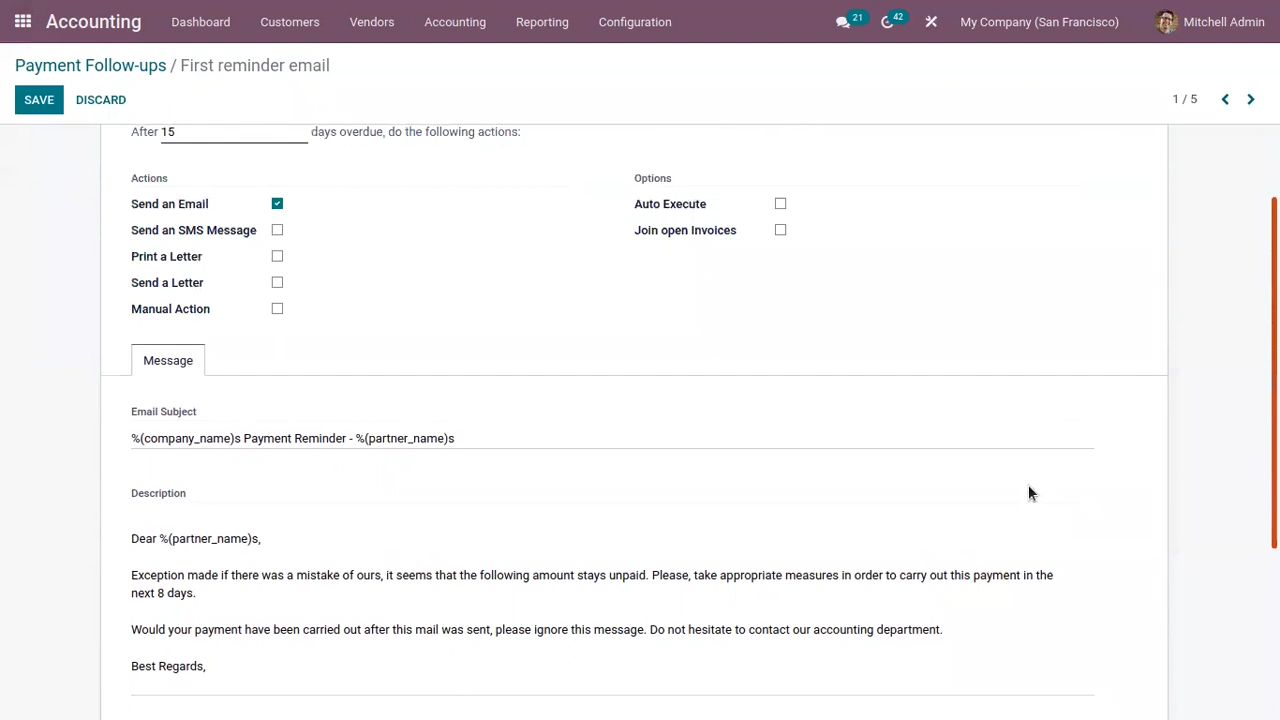 Accounting Dashboard Customers Vendors Accounting Reporting Configuration 21 42 My Company (San Francisco) Mitchell Admin
Payment Follow-ups / First reminder email
SAVE DISCARD 1 / 5
After 15 days overdue, do the following actions:
Actions Options
Send an Email Auto Execute
Send an SMS Message Join open Invoices
Print a Letter
Send a Letter
Manual Action
Message
Email Subject
%(company_name)s Payment Reminder - %(partner_name)s
Description
Dear %(partner_name)s,
Exception made if there was a mistake of ours, it seems that the following amount stays unpaid. Please, take appropriate measures in order to carry out this payment in the
next 8 days.
Would your payment have been carried out after this mail was sent, please ignore this message. Do not hesitate to contact our accounting department.
Best Regards,